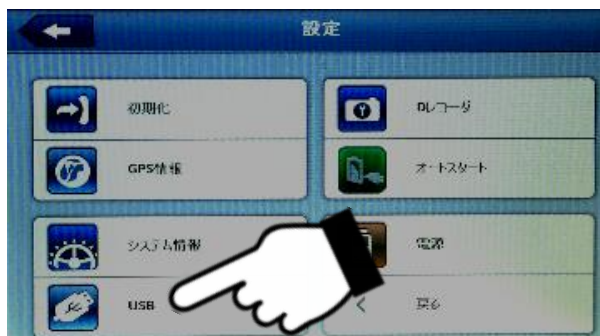 設定
初期化
Dレコーダ
GPS情報
オートスタート
システム情報
電源
USB
戻る